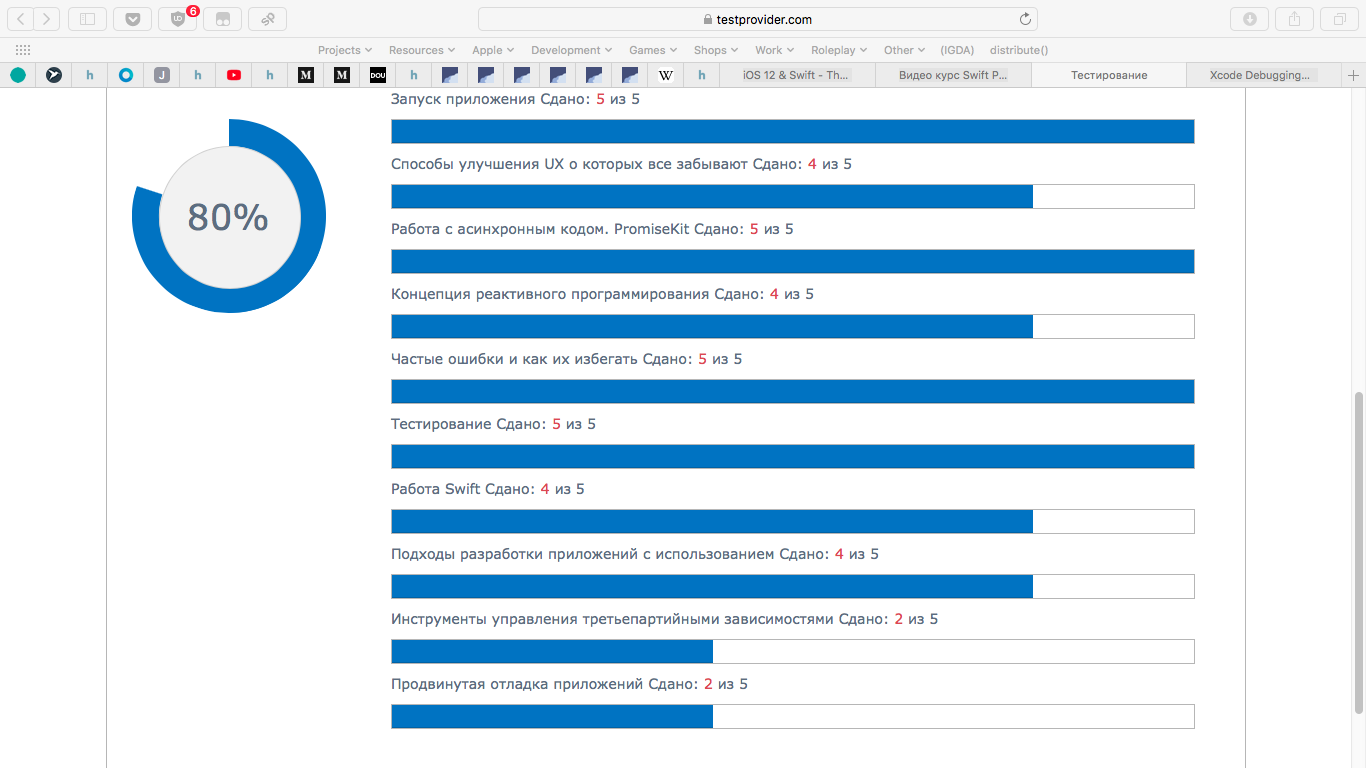 6
testprovider.com
Projects
Resources
Apple
Development
Games
Shops
Work
Roleplay
Other
(IGDA)
distribute()
h
J
h
h
M
M
DOU
h
W
h
iOS 12 & Swift - Th...
Видео курс Swift P...
Тестирование
Xcode Debugging...
80%
Запуск приложения Сдано: 5 из 5
Способы улучшения UX о которых все забывают Сдано: 4 из 5
Работа с асинхронным кодом. PromiseKit Сдано: 5 из 5
Концепция реактивного программирования Сдано: 4 из 5
Частые ошибки и как их избегать Сдано: 5 из 5
Тестирование Сдано: 5 из 5
Работа Swift Сдано: 4 из 5
Подходы разработки приложений с использованием Сдано: 4 из 5
Инструменты управления третьепартийными зависимостями Сдано: 2 из 5
Продвинутая отладка приложений Сдано: 2 из 5